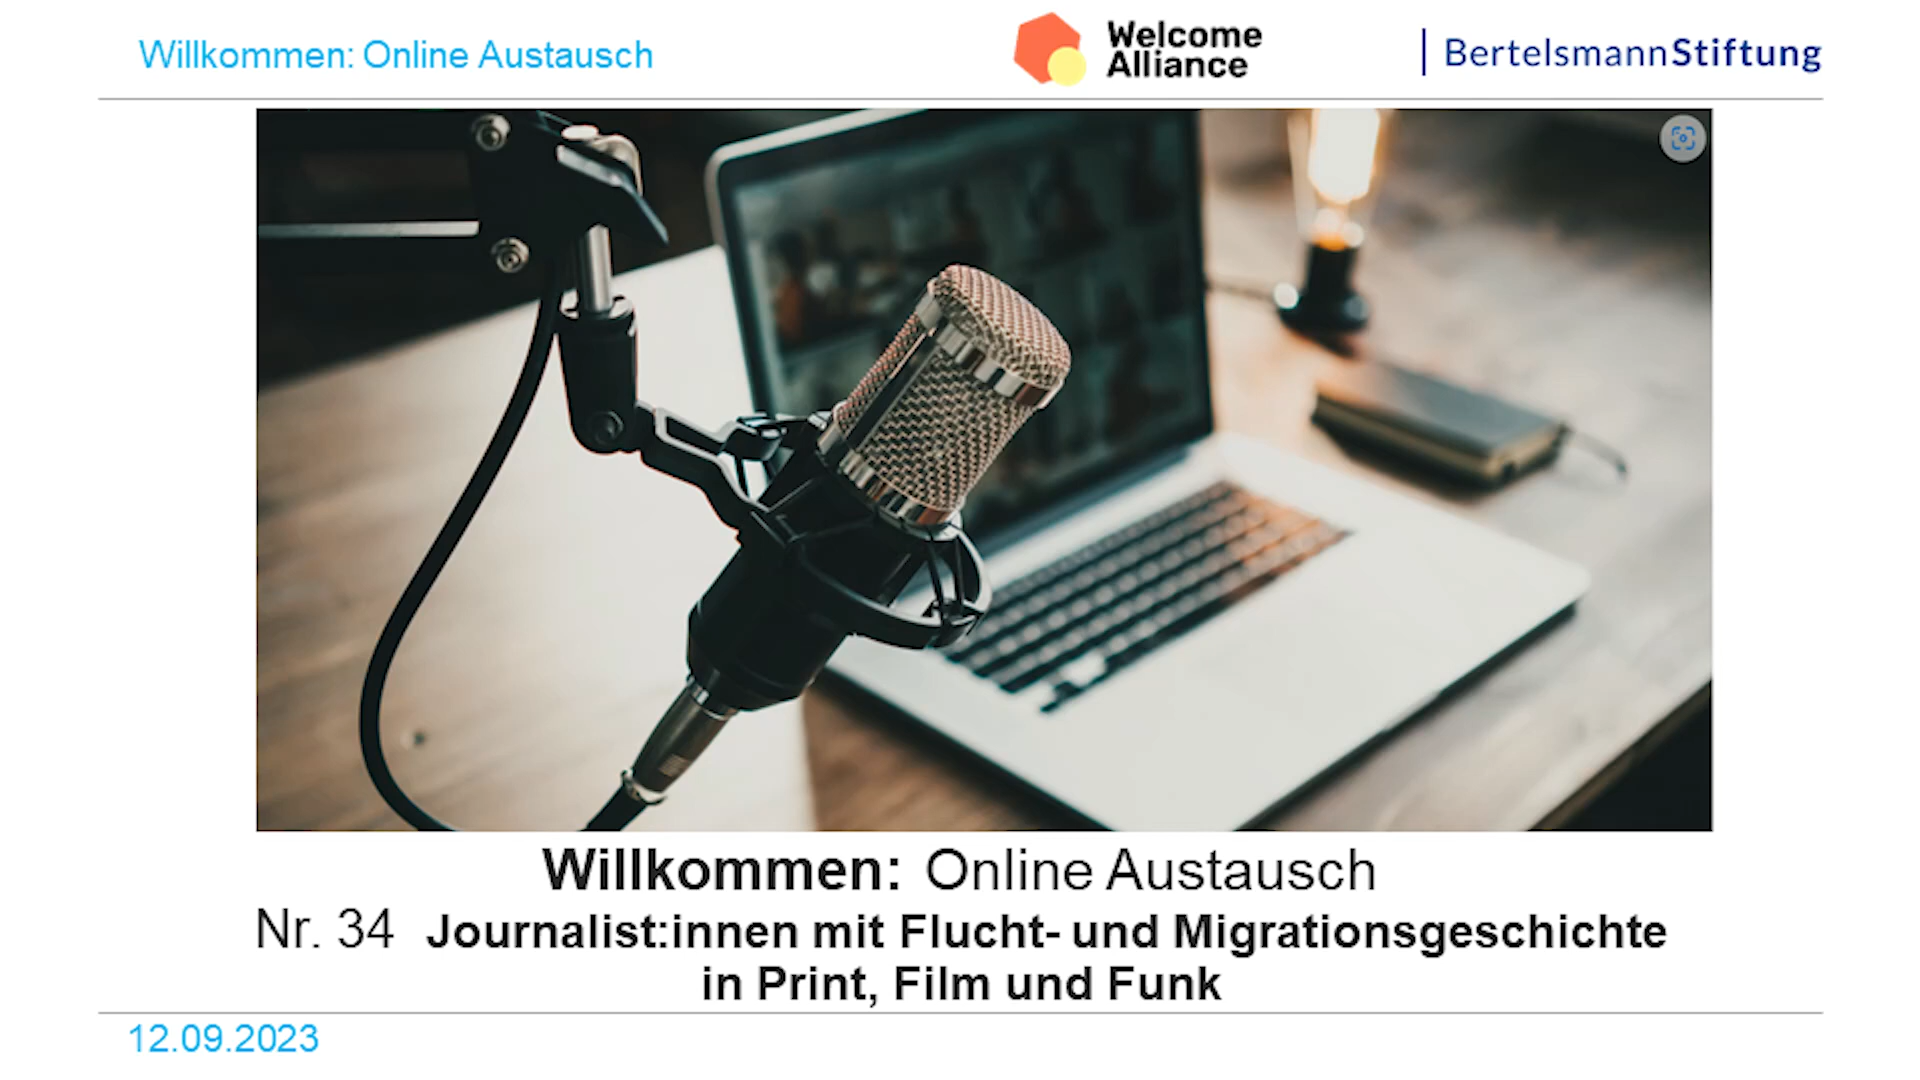 Willkommen: Online Austausch
Welcome
Alliance
BertelsmannStiftung
Willkommen: Online Austausch
Nr. 34 Journalist:innen mit Flucht- und Migrationsgeschichte
in Print, Film und Funk
12.09.2023